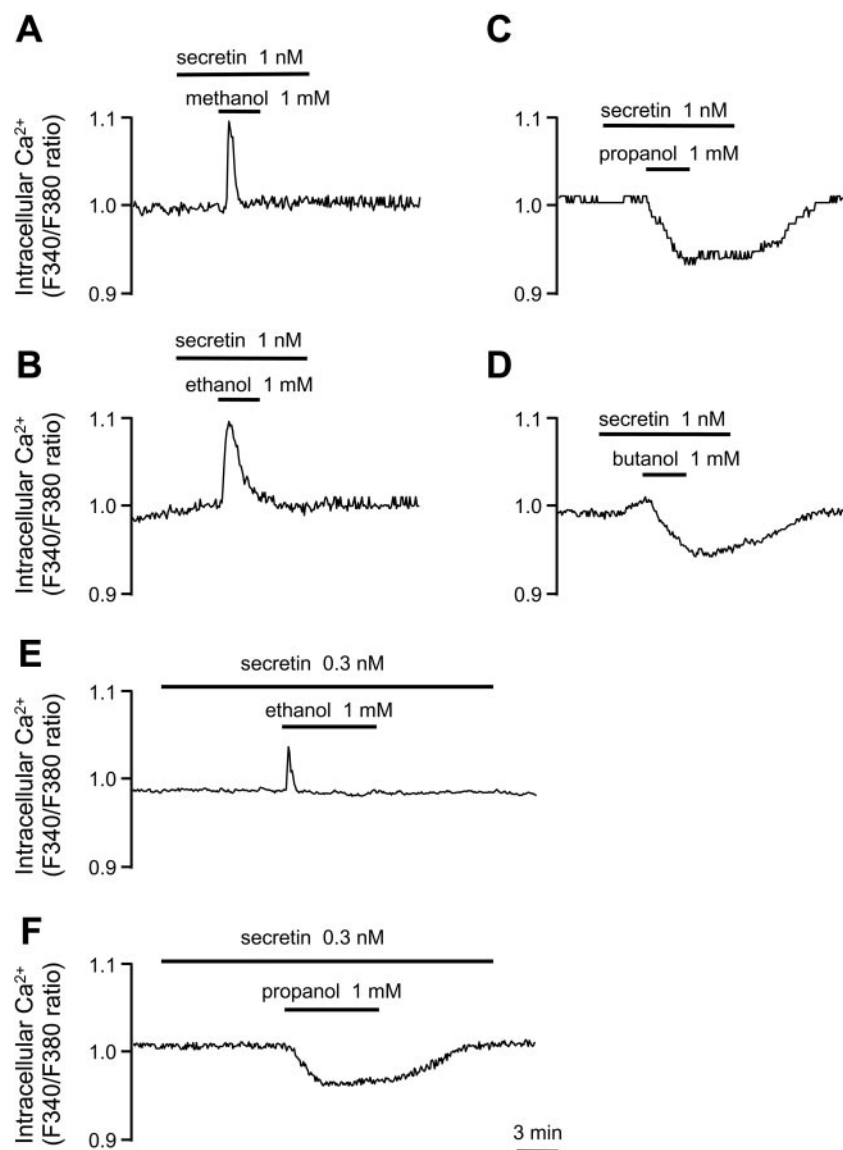 A
secretin 1 nM
methanol 1 mM
Intracellular Ca²⁺
(F340/F380 ratio)
1.1
1.0
0.9
C
secretin 1 nM
propanol 1 mM
1.1
1.0
0.9
B
secretin 1 nM
ethanol 1 mM
Intracellular Ca²⁺
(F340/F380 ratio)
1.1
1.0
0.9
D
secretin 1 nM
butanol 1 mM
1.1
1.0
0.9
E
secretin 0.3 nM
ethanol 1 mM
Intracellular Ca²⁺
(F340/F380 ratio)
1.1
1.0
0.9
F
secretin 0.3 nM
propanol 1 mM
Intracellular Ca²⁺
(F340/F380 ratio)
1.1
1.0
0.9
3 min